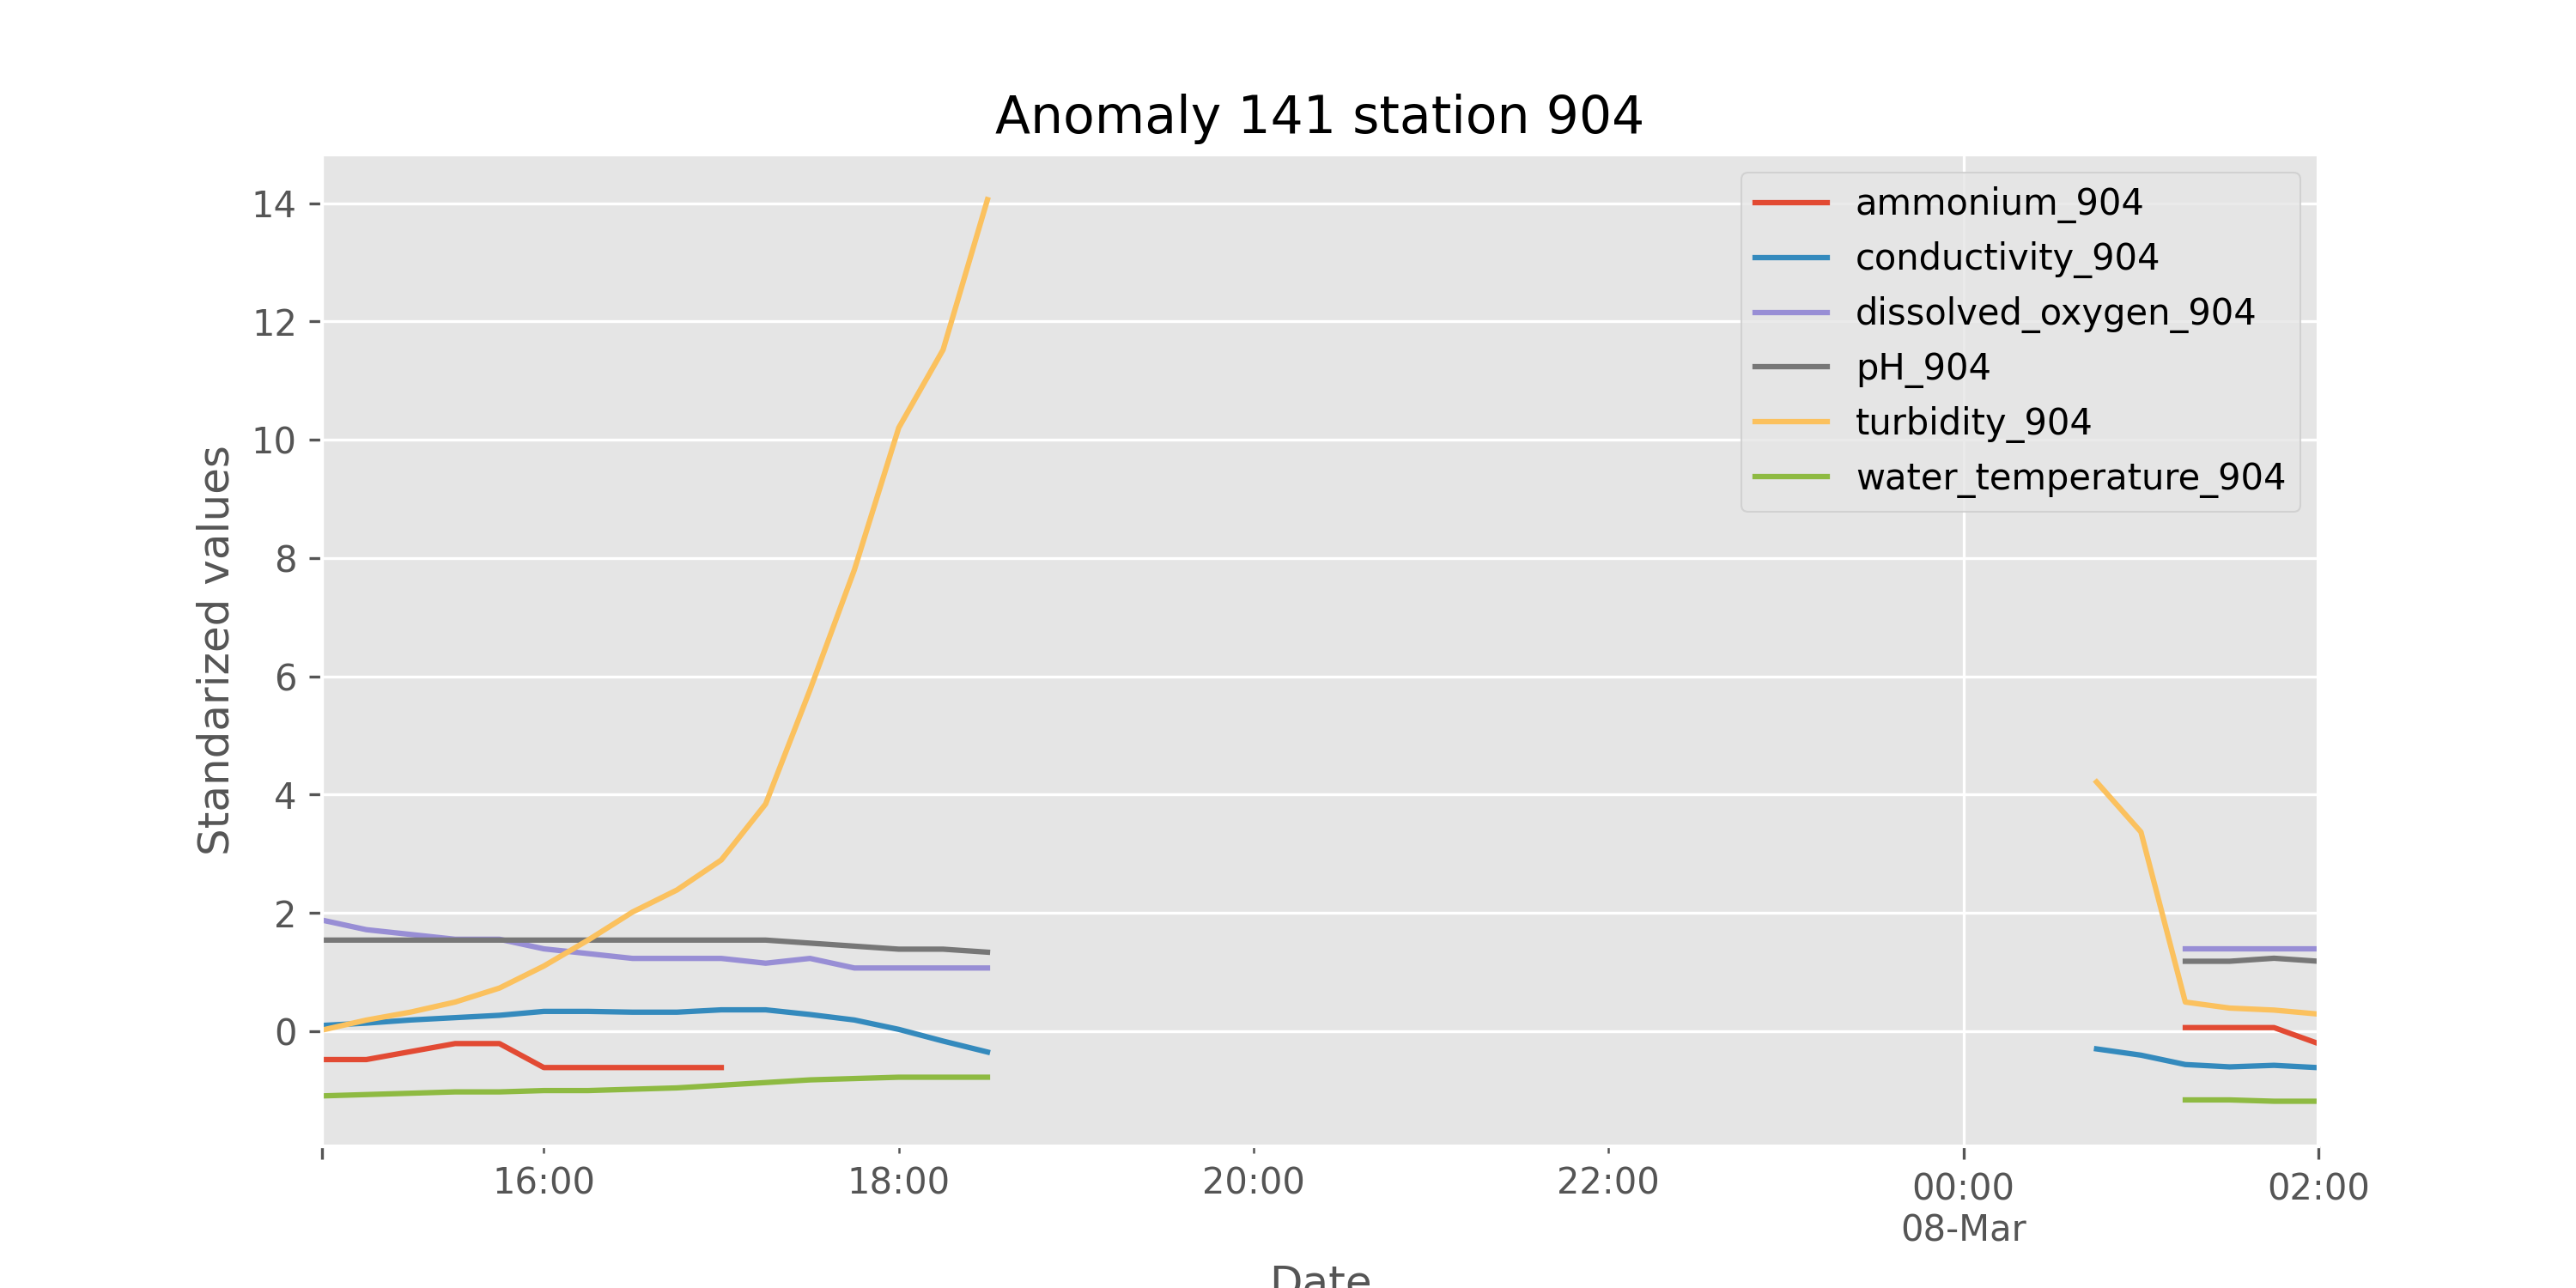 Anomaly 141 station 904
Standarized values
14
12
10
8
6
4
2
0
ammonium_904
conductivity_904
dissolved_oxygen_904
pH_904
turbidity_904
water_temperature_904
16:00
18:00
20:00
22:00
00:00
02:00
08-Mar
Date